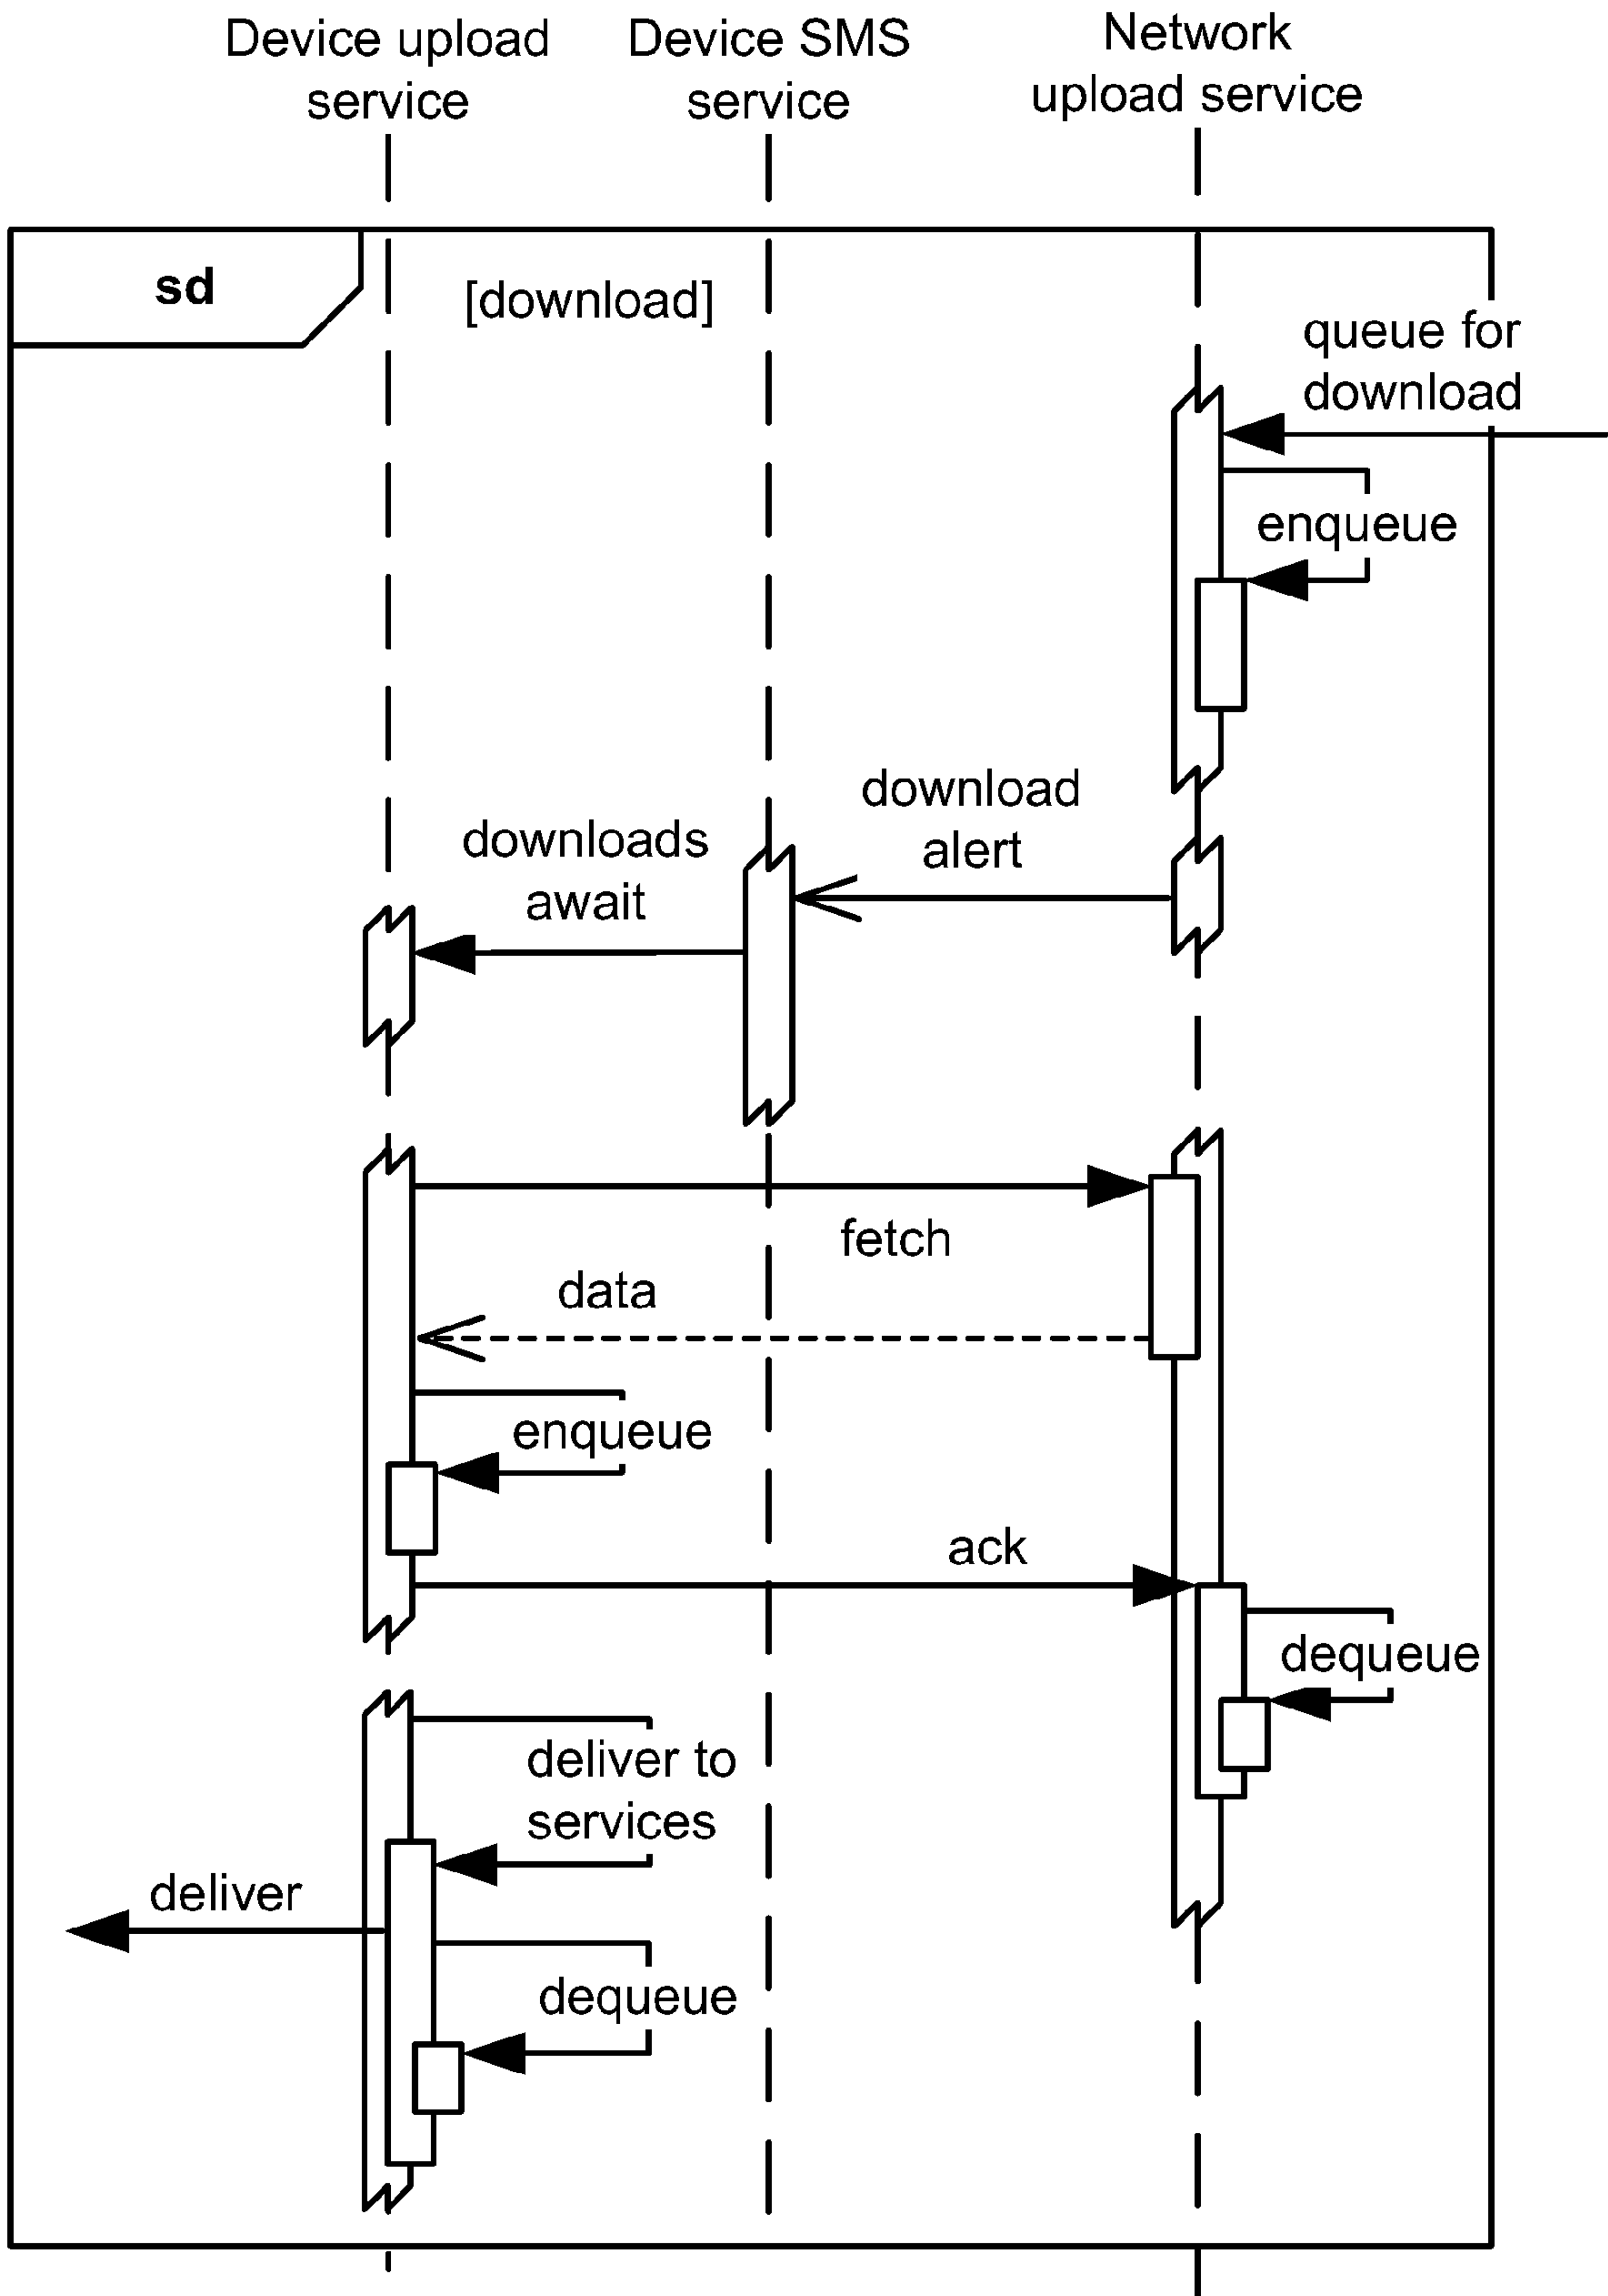 Device upload
service
Device SMS
service
Network
upload service
sd
[download]
queue for
download
enqueue
download
alert
downloads
await
fetch
data
enqueue
ack
dequeue
deliver to
services
deliver
dequeue